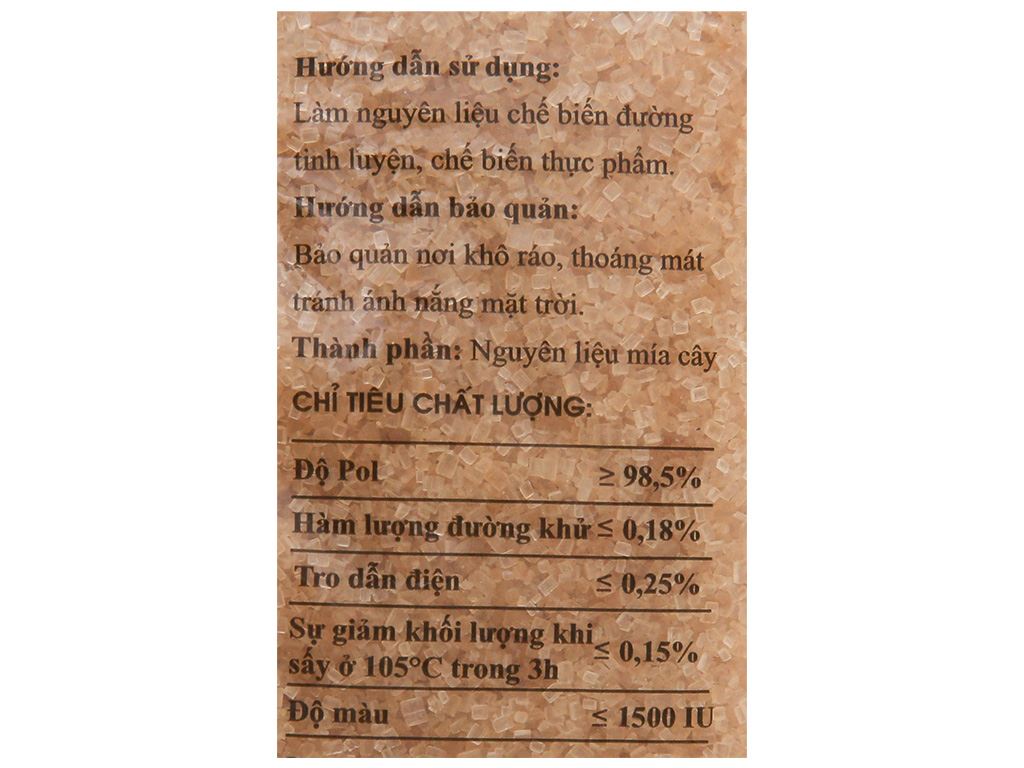 Hướng dẫn sử dụng:
Làm nguyên liệu chế biến đường
tinh luyện, chế biến thực phẩm.
Hướng dẫn bảo quản:
Bảo quản nơi khô ráo, thoáng mát
tránh ánh nắng mặt trời.
Thành phần: Nguyên liệu mía cây
CHỈ TIÊU CHẤT LƯỢNG:
Độ Pol ≥ 98,5%
Hàm lượng đường khử ≤ 0,18%
Tro dẫn điện ≤ 0,25%
Sự giảm khối lượng khi
sấy ở 105°C trong 3h ≤ 0,15%
Độ màu ≤ 1500 IU